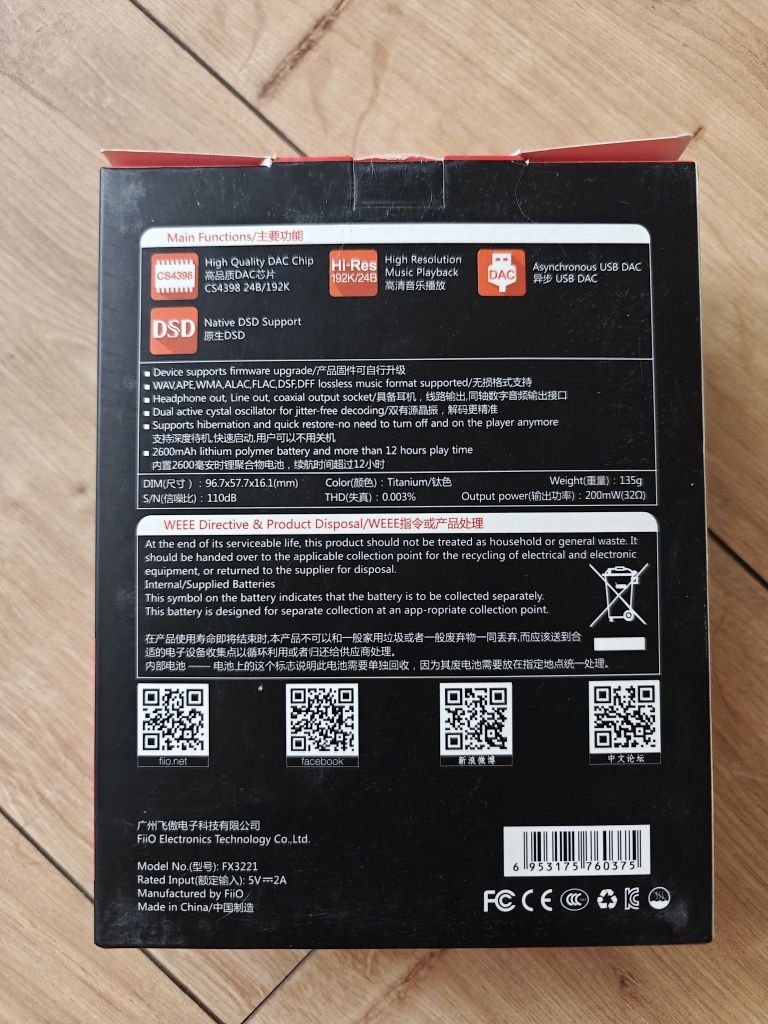 Main Functions/主要功能
CS4398
High Quality DAC Chip
高品质DAC芯片
CS4398 24B/192K
Hi-Res
192K/24B
High Resolution
Music Playback
高清音乐播放
DAC
Asynchronous USB DAC
异步 USB DAC
DSD
Native DSD Support
原生DSD
Device supports firmware upgrade/产品固件可自行升级
WAV,APE,WMA,ALAC,FLAC,DSF,DFF lossless music format supported/无损格式支持
Headphone out, Line out, coaxial output socket/具备耳机，线路输出,同轴数字音频输出接口
Dual active cystal oscillator for jitter-free decoding/双有源晶振，解码更精准
Supports hibernation and quick restore-no need to turn off and on the player anymore
支持深度待机,快速启动,用户可以不用关机
2600mAh lithium polymer battery and more than 12 hours play time
内置2600毫安时锂聚合物电池，续航时间超过12小时
DIM(尺寸)：96.7x57.7x16.1(mm) Color(颜色)：Titanium/钛色 Weight(重量)：135g
S/N(信噪比)：110dB THD(失真)：0.003% Output power(输出功率)：200mW(32Ω)
WEEE Directive & Product Disposal/WEEE指令或产品处理
At the end of its serviceable life, this product should not be treated as household or general waste. It
should be handed over to the applicable collection point for the recycling of electrical and electronic
equipment, or returned to the supplier for disposal.
Internal/Supplied Batteries
This symbol on the battery indicates that the battery is to be collected separately.
This battery is designed for separate collection at an app-ropriate collection point.
在产品使用寿命即将结束时,本产品不可以和一般家用垃圾或者一般废弃物一同丢弃,而应该送到合
适的电子设备收集点以循环利用或者归还给供应商处理。
内部电池 —— 电池上的这个标志说明此电池需要单独回收，因为其废电池需要放在指定地点统一处理。
fiio.net
facebook
新浪微博
中文论坛
广州飞傲电子科技有限公司
FiiO Electronics Technology Co.,Ltd.
Model No.(型号): FX3221
Rated Input(额定输入): 5V⎓2A
Manufactured by FiiO
Made in China/中国制造
6 953175 760375
FC CE CCC